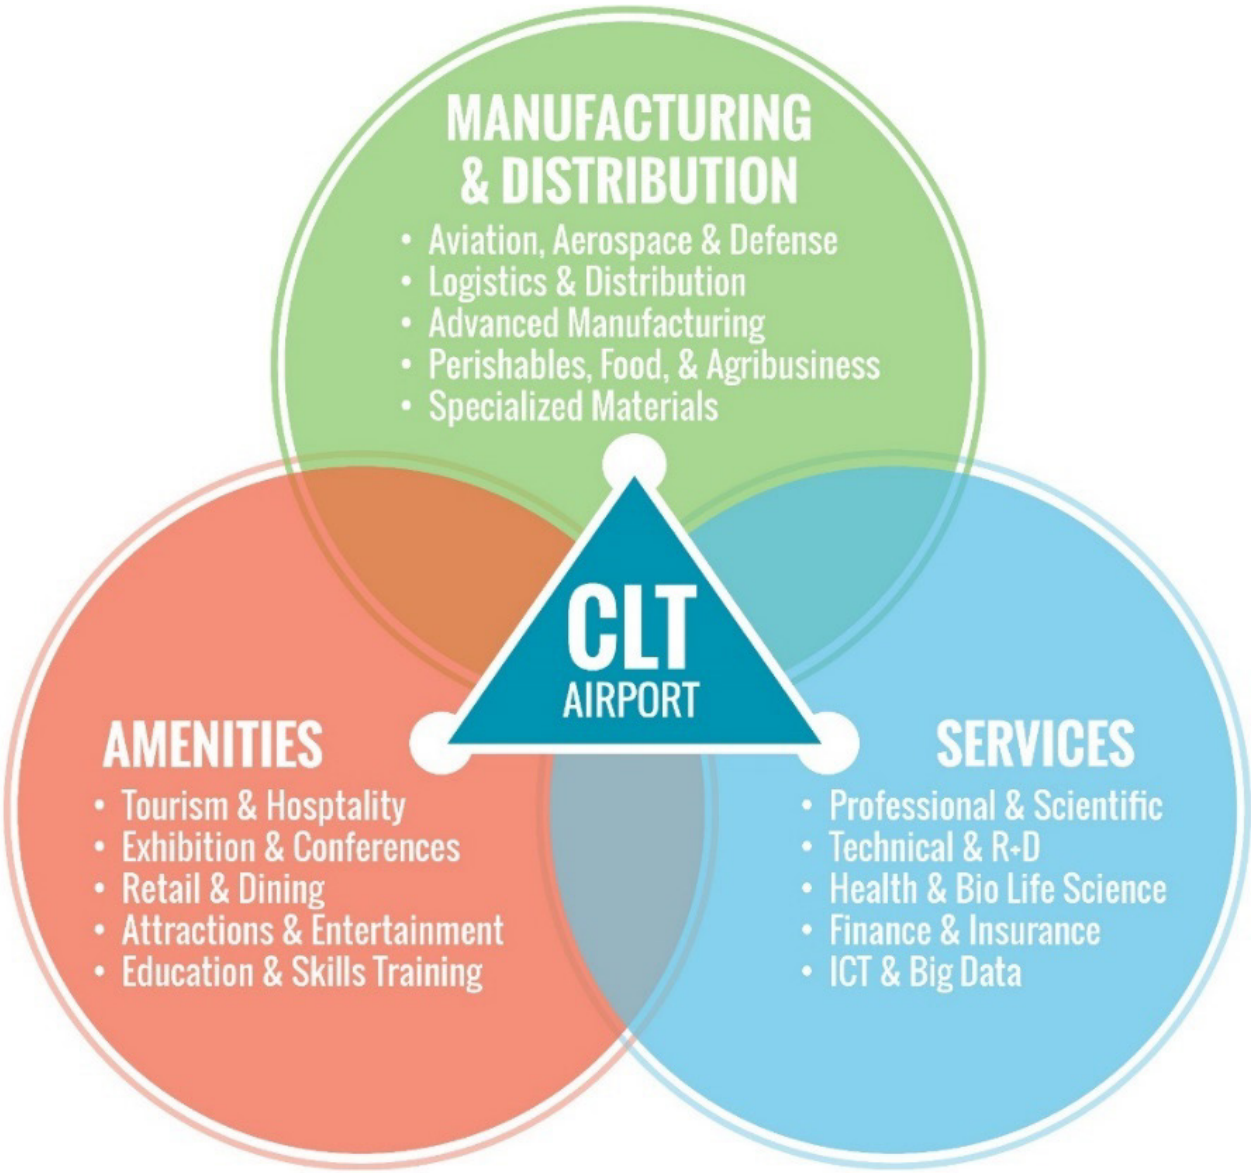 MANUFACTURING
& DISTRIBUTION
• Aviation, Aerospace & Defense
• Logistics & Distribution
• Advanced Manufacturing
• Perishables, Food, & Agribusiness
• Specialized Materials
CLT
AIRPORT
AMENITIES
• Tourism & Hosptality
• Exhibition & Conferences
• Retail & Dining
• Attractions & Entertainment
• Education & Skills Training
SERVICES
• Professional & Scientific
• Technical & R+D
• Health & Bio Life Science
• Finance & Insurance
• ICT & Big Data